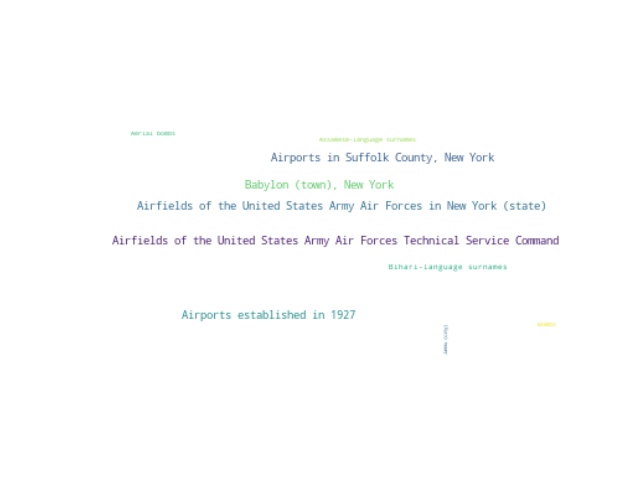 Aerial bombs
Assamese-language surnames
Airports in Suffolk County, New York
Babylon (town), New York
Airfields of the United States Army Air Forces in New York (state)
Airfields of the United States Army Air Forces Technical Service Command
Bihari-language surnames
Airports established in 1927